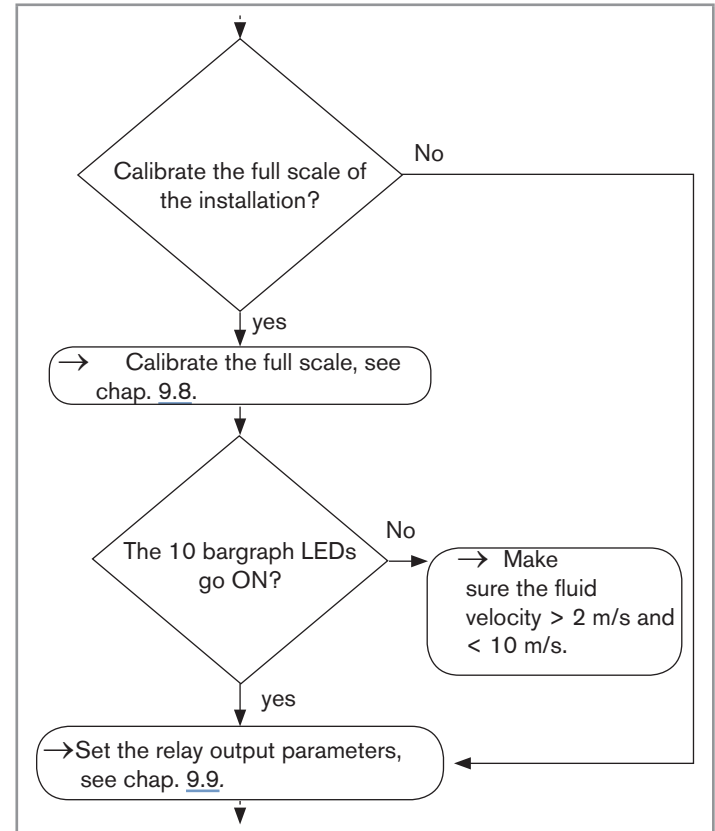 No
Calibrate the full scale of
the installation?
yes
→ Calibrate the full scale, see
chap. 9.8.
No
The 10 bargraph LEDs
go ON?
→ Make
sure the fluid
velocity > 2 m/s and
< 10 m/s.
yes
→Set the relay output parameters,
see chap. 9.9.